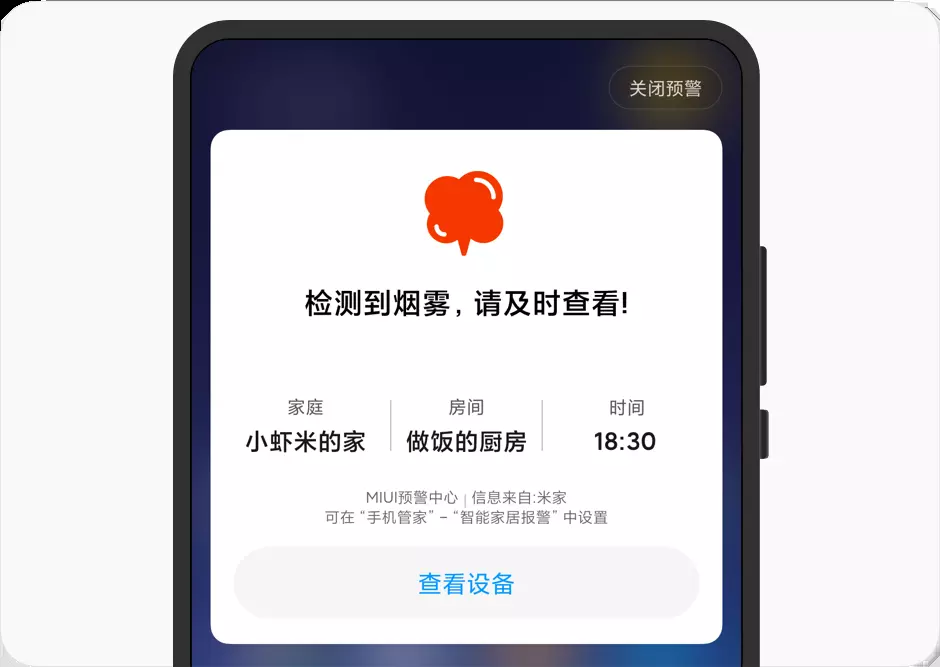 关闭预警
检测到烟雾，请及时查看!
家庭 房间 时间
小虾米的家 做饭的厨房 18:30
MIUI预警中心 | 信息来自:米家
可在“手机管家” – “智能家居报警” 中设置
查看设备